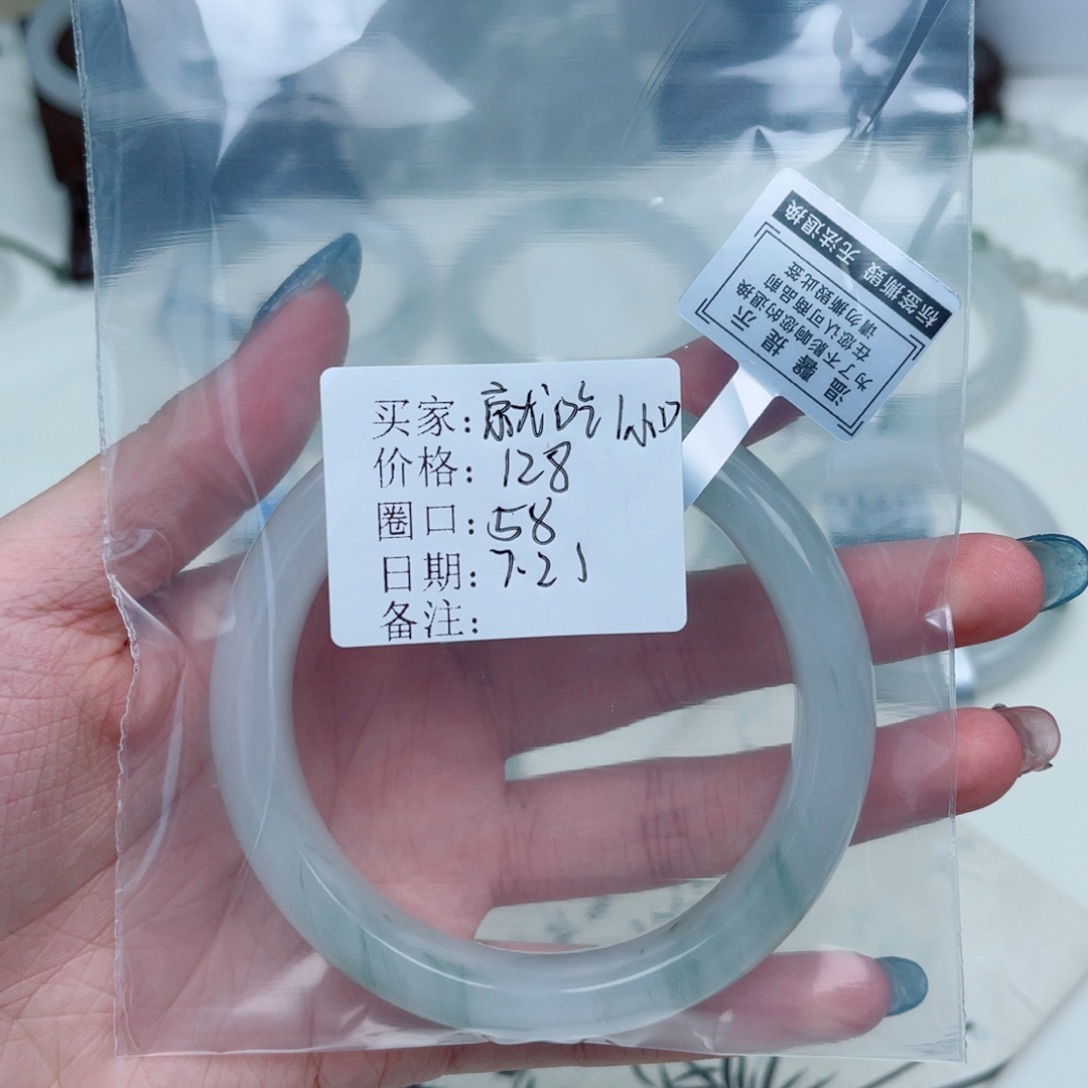 买家:就吃1小口
价格:128
圈口:58
日期:7.21
备注:
温馨提示
为了不影响您的退换
在您认可商品前
请勿撕毁此签
标签撕毁 无法退换